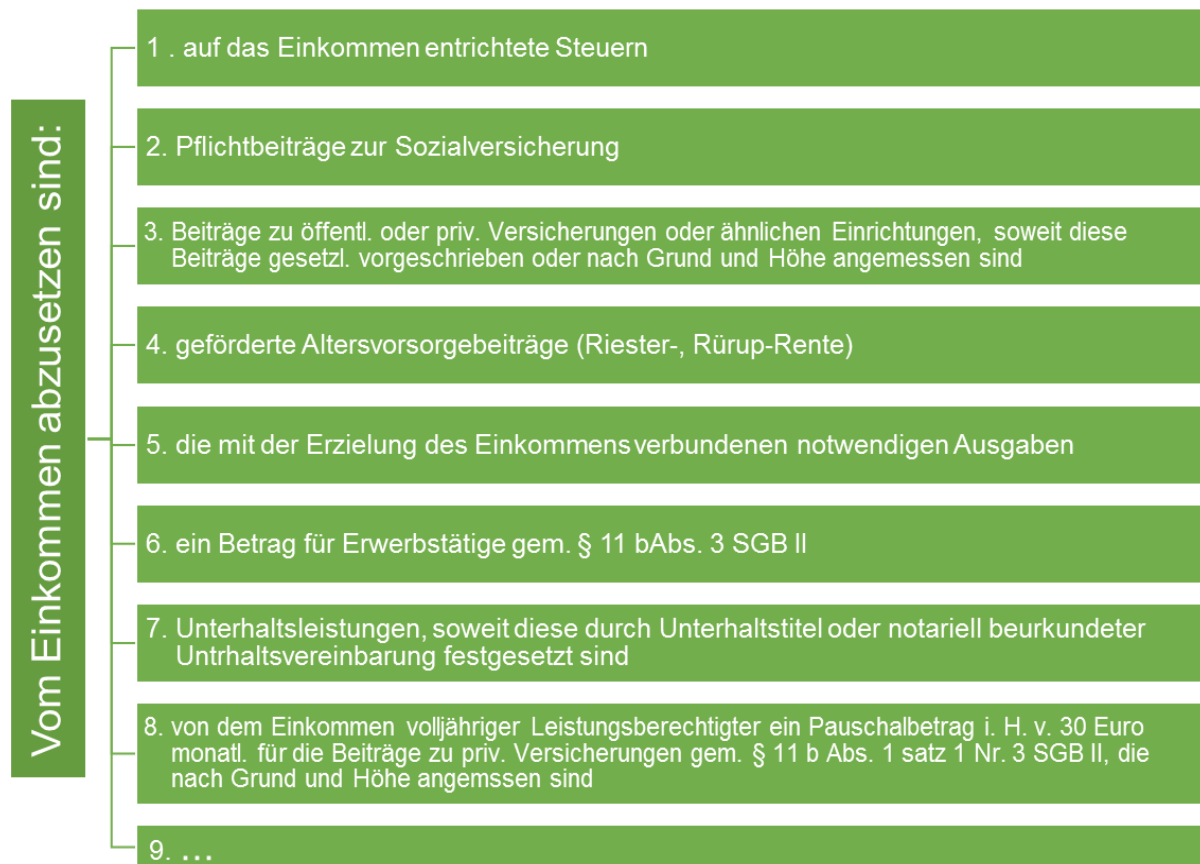 Vom Einkommen abzusetzen sind:
1 . auf das Einkommen entrichtete Steuern
2. Pflichtbeiträge zur Sozialversicherung
3. Beiträge zu öffentl. oder priv. Versicherungen oder ähnlichen Einrichtungen, soweit diese
Beiträge gesetzl. vorgeschrieben oder nach Grund und Höhe angemessen sind
4. geförderte Altersvorsorgebeiträge (Riester-, Rürup-Rente)
5. die mit der Erzielung des Einkommens verbundenen notwendigen Ausgaben
6. ein Betrag für Erwerbstätige gem. § 11 bAbs. 3 SGB II
7. Unterhaltsleistungen, soweit diese durch Unterhaltstitel oder notariell beurkundeter
Untrhaltsvereinbarung festgesetzt sind
8. von dem Einkommen volljähriger Leistungsberechtigter ein Pauschalbetrag i. H. v. 30 Euro
monatl. für die Beiträge zu priv. Versicherungen gem. § 11 b Abs. 1 satz 1 Nr. 3 SGB II, die
nach Grund und Höhe angemssen sind
9. ...